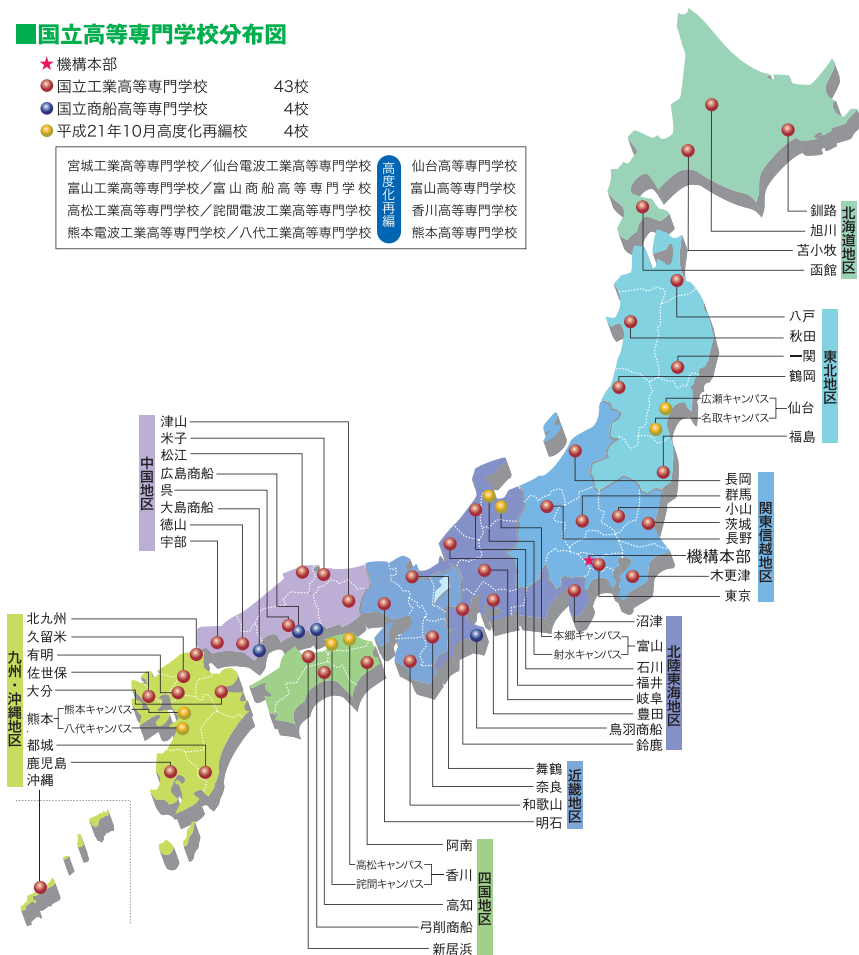 ■国立高等専門学校分布図
★機構本部
国立工業高等専門学校 43校
国立商船高等専門学校 4校
平成21年10月高度化再編校 4校
宮城工業高等専門学校／仙台電波工業高等専門学校 仙台高等専門学校
富山工業高等専門学校／富山商船高等専門学校 富山高等専門学校
高松工業高等専門学校／詫間電波工業高等専門学校 香川高等専門学校
熊本電波工業高等専門学校／八代工業高等専門学校 熊本高等専門学校
高度化再編
北海道地区
釧路
旭川
苫小牧
函館
東北地区
八戸
秋田
一関
鶴岡
広瀬キャンパス
名取キャンパス
仙台
福島
関東信越地区
長岡
群馬
小山
茨城
長野
機構本部
木更津
東京
北陸東海地区
沼津
本郷キャンパス
射水キャンパス
富山
石川
福井
岐阜
豊田
鳥羽商船
鈴鹿
近畿地区
舞鶴
奈良
和歌山
明石
四国地区
阿南
高松キャンパス
詫間キャンパス
香川
高知
弓削商船
新居浜
中国地区
津山
米子
松江
広島商船
呉
大島商船
徳山
宇部
九州・沖縄地区
北九州
久留米
有明
佐世保
大分
熊本
熊本キャンパス
八代キャンパス
都城
鹿児島
沖縄